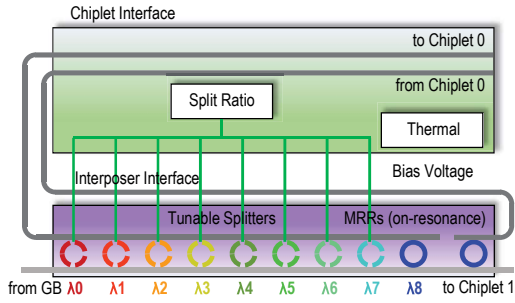 Chiplet Interface
to Chiplet 0
from Chiplet 0
Split Ratio
Thermal
Interposer Interface
Bias Voltage
Tunable Splitters
MRRs (on-resonance)
from GB λ0 λ1 λ2 λ3 λ4 λ5 λ6 λ7 λ8 to Chiplet 1